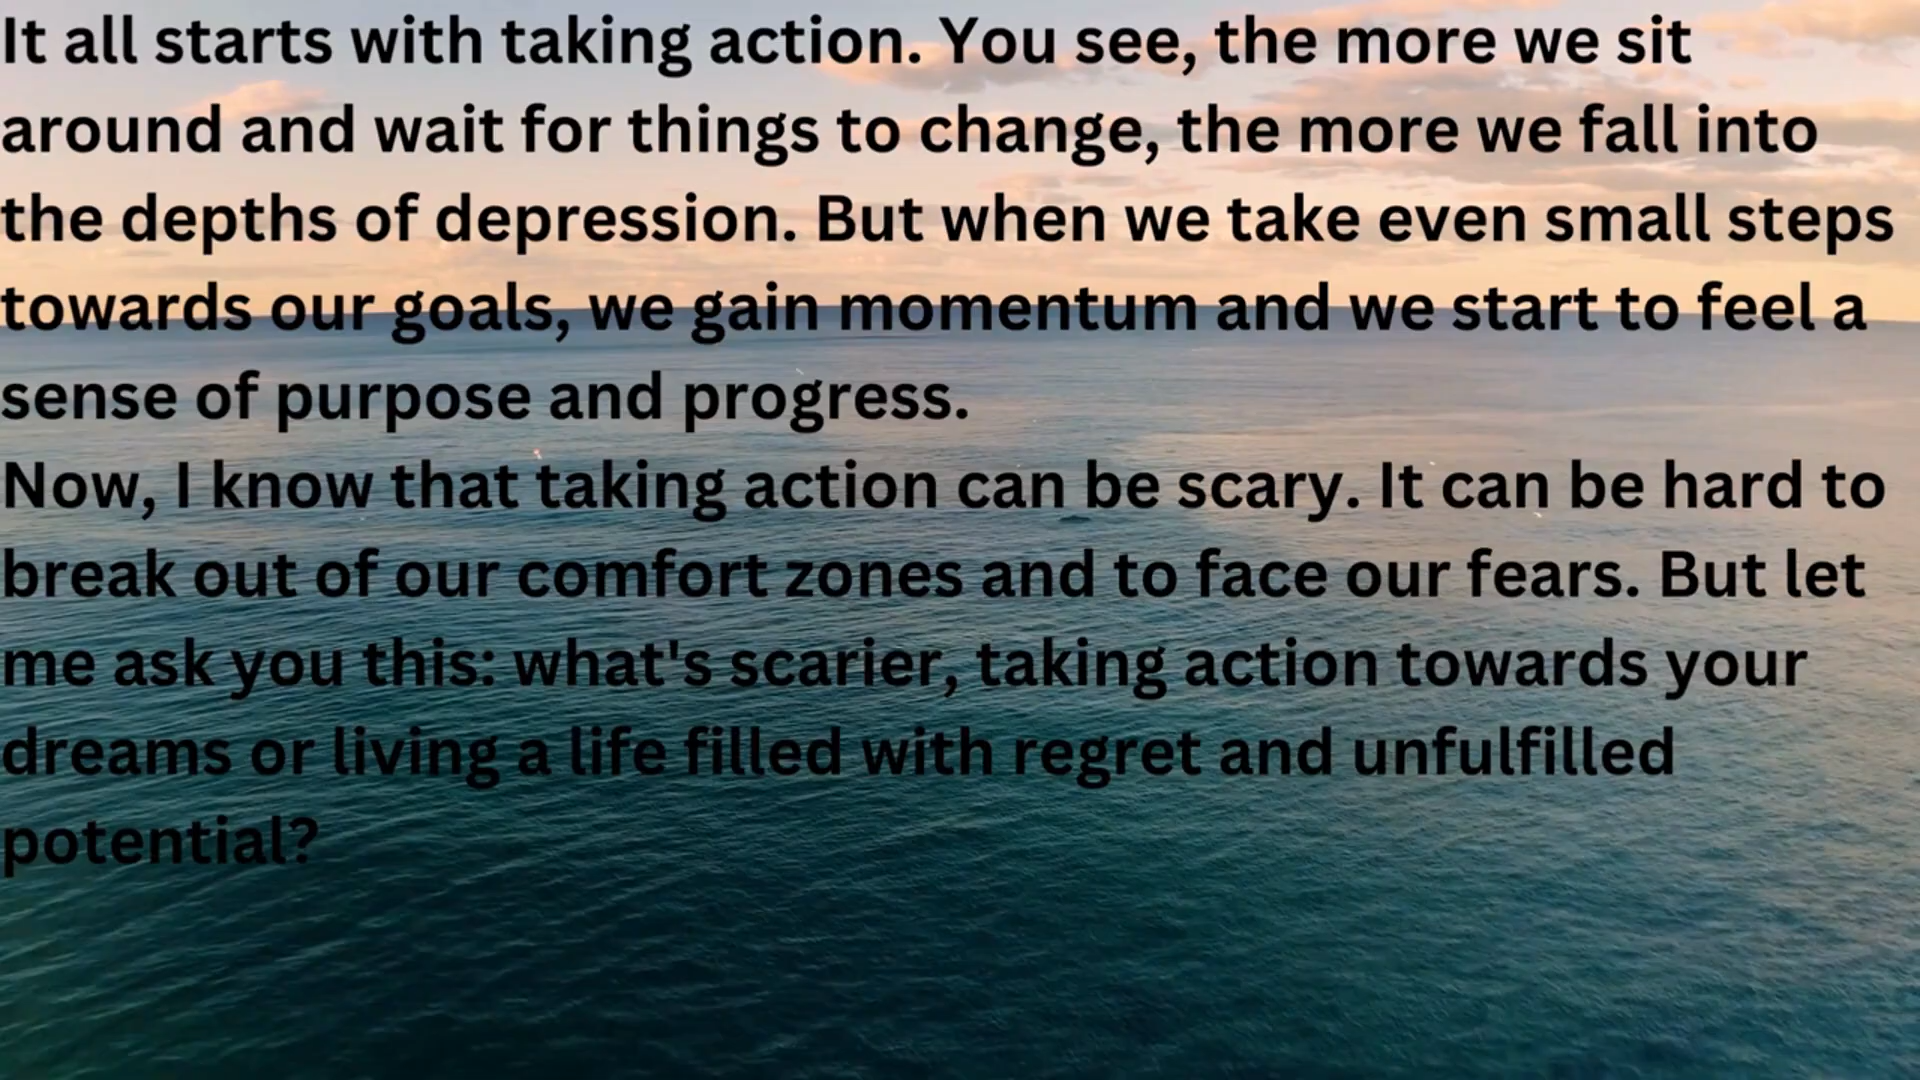 It all starts with taking action. You see, the more we sit
around and wait for things to change, the more we fall into
the depths of depression. But when we take even small steps
towards our goals, we gain momentum and we start to feel a
sense of purpose and progress.
Now, I know that taking action can be scary. It can be hard to
break out of our comfort zones and to face our fears. But let
me ask you this: what's scarier, taking action towards your
dreams or living a life filled with regret and unfulfilled
potential?